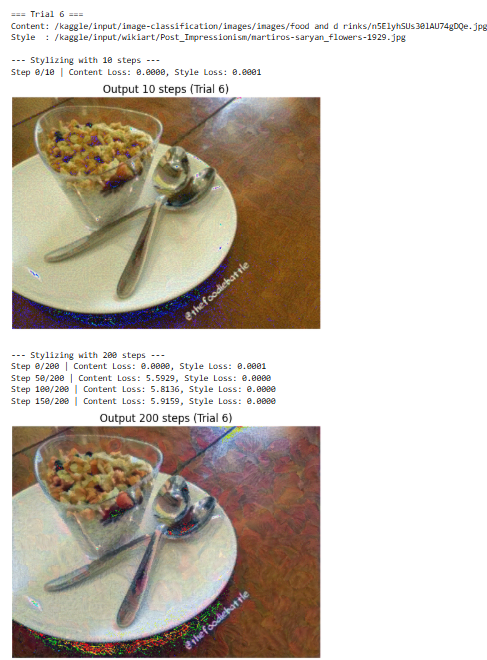 === Trial 6 ===
Content: /kaggle/input/image-classification/images/images/food and d rinks/n5ElyhSUs30lAU74gDQe.jpg
Style  : /kaggle/input/wikiart/Post_Impressionism/martiros-saryan_flowers-1929.jpg
--- Stylizing with 10 steps ---
Step 0/10 | Content Loss: 0.0000, Style Loss: 0.0001
Output 10 steps (Trial 6)
@thefoodiebattle
--- Stylizing with 200 steps ---
Step 0/200 | Content Loss: 0.0000, Style Loss: 0.0001
Step 50/200 | Content Loss: 5.5929, Style Loss: 0.0000
Step 100/200 | Content Loss: 5.8136, Style Loss: 0.0000
Step 150/200 | Content Loss: 5.9159, Style Loss: 0.0000
Output 200 steps (Trial 6)
@thefoodiebattle